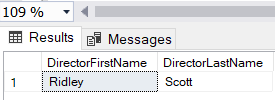 109 %
Results Messages
DirectorFirstName DirectorLastName
1 Ridley Scott